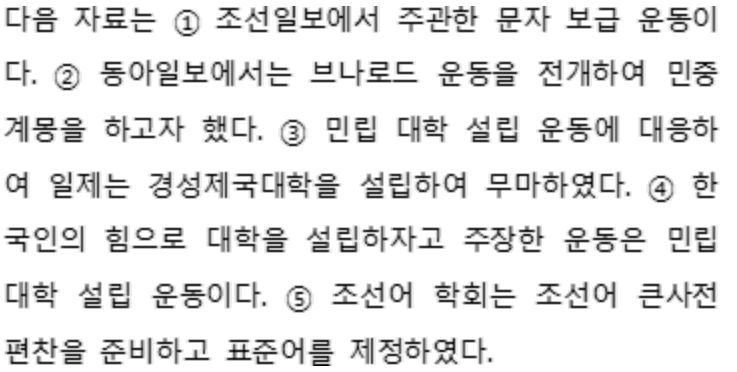 다음 자료는 ① 조선일보에서 주관한 문자 보급 운동이
다. ② 동아일보에서는 브나로드 운동을 전개하여 민중
계몽을 하고자 했다. ③ 민립 대학 설립 운동에 대응하
여 일제는 경성제국대학을 설립하여 무마하였다. ④ 한
국인의 힘으로 대학을 설립하자고 주장한 운동은 민립
대학 설립 운동이다. ⑤ 조선어 학회는 조선어 큰사전
편찬을 준비하고 표준어를 제정하였다.